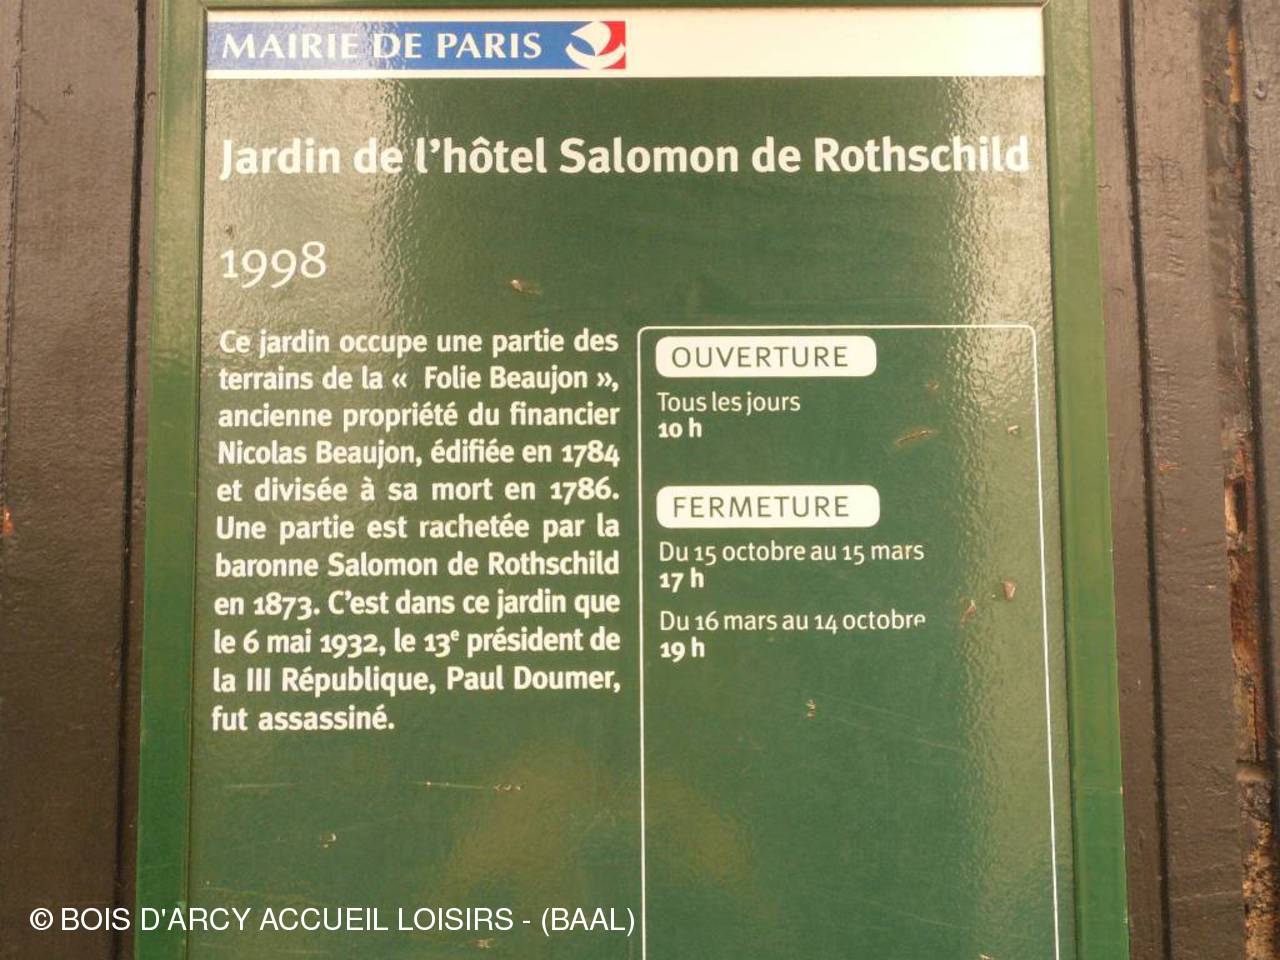 MAIRIE DE PARIS
Jardin de l'hôtel Salomon de Rothschild
1998
Ce jardin occupe une partie des
terrains de la « Folie Beaujon »,
ancienne propriété du financier
Nicolas Beaujon, édifiée en 1784
et divisée à sa mort en 1786.
Une partie est rachetée par la
baronne Salomon de Rothschild
en 1873. C'est dans ce jardin que
le 6 mai 1932, le 13e président de
la III République, Paul Doumer,
fut assassiné.
OUVERTURE
Tous les jours
10 h
FERMETURE
Du 15 octobre au 15 mars
17 h
Du 16 mars au 14 octobre
19 h
© BOIS D'ARCY ACCUEIL LOISIRS - (BAAL)